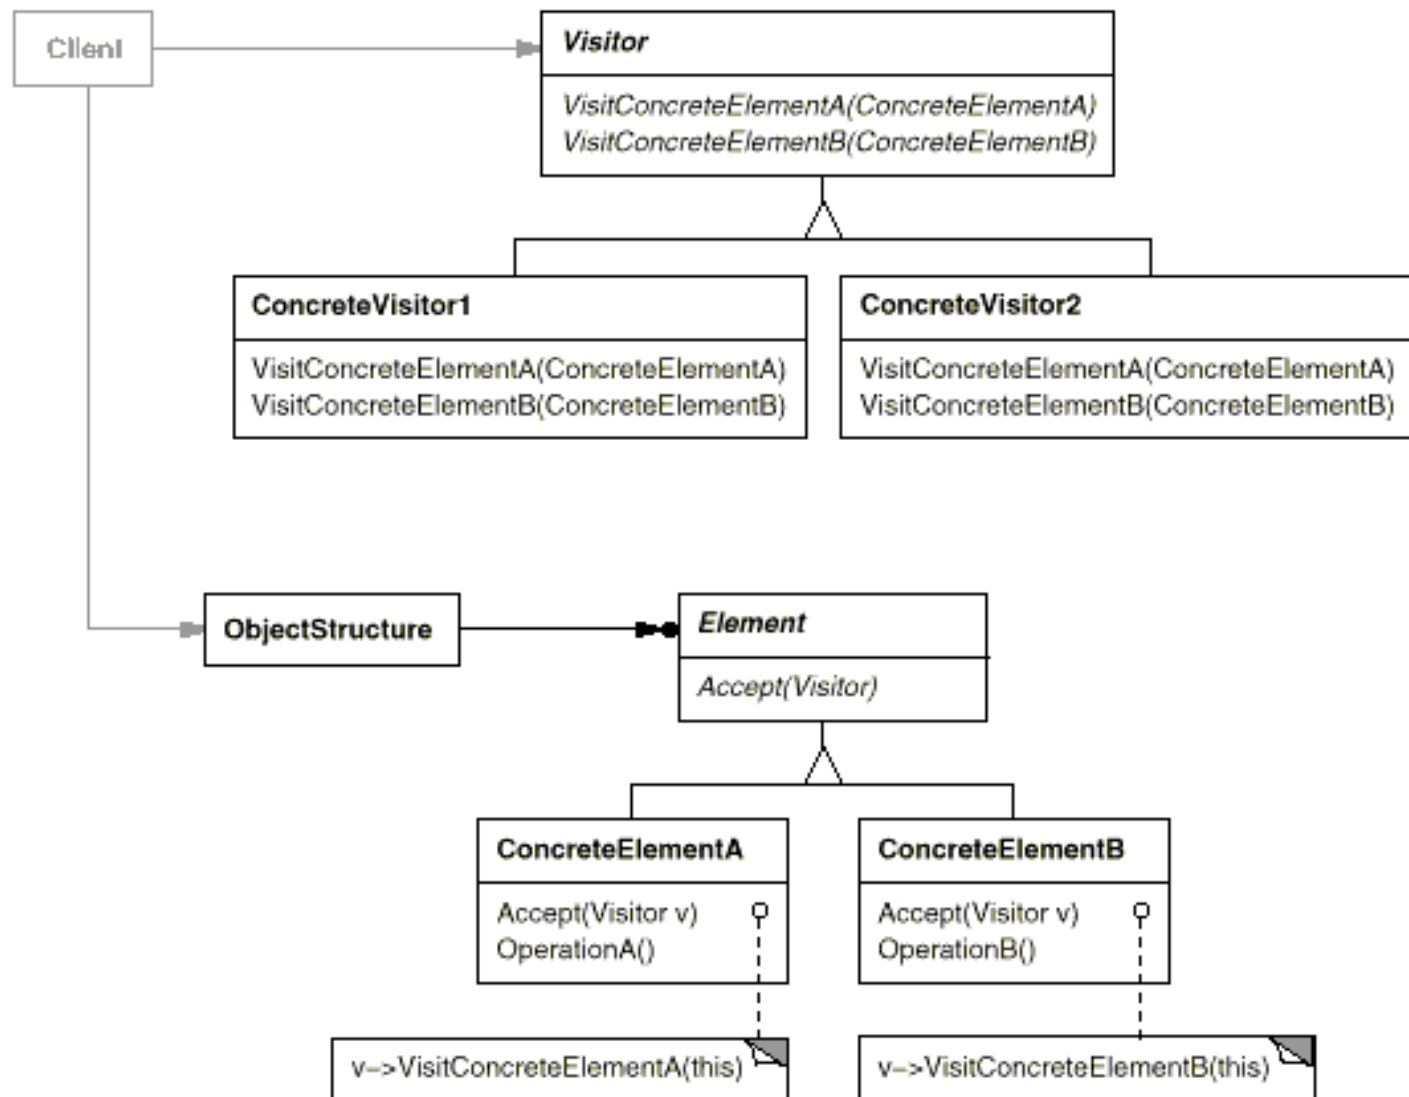 Client
Visitor
VisitConcreteElementA(ConcreteElementA)
VisitConcreteElementB(ConcreteElementB)
ConcreteVisitor1
VisitConcreteElementA(ConcreteElementA)
VisitConcreteElementB(ConcreteElementB)
ConcreteVisitor2
VisitConcreteElementA(ConcreteElementA)
VisitConcreteElementB(ConcreteElementB)
ObjectStructure
Element
Accept(Visitor)
ConcreteElementA
Accept(Visitor v)
OperationA()
ConcreteElementB
Accept(Visitor v)
OperationB()
v–>VisitConcreteElementA(this)
v–>VisitConcreteElementB(this)